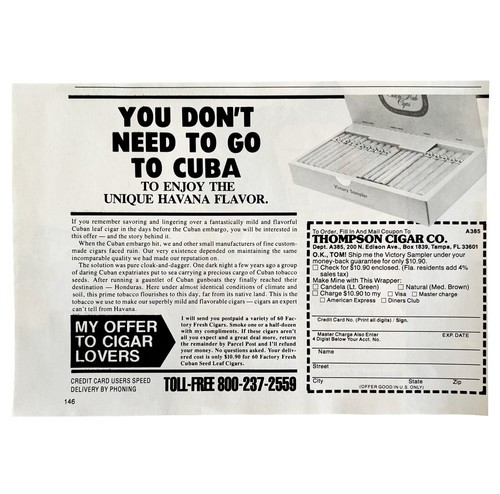 YOU DON'T
NEED TO GO
TO CUBA
TO ENJOY THE
UNIQUE HAVANA FLAVOR.
If you remember savoring and lingering over a fantastically mild and flavorful
Cuban leaf cigar in the days before the Cuban embargo, you will be interested in
this offer — and the story behind it.
When the Cuban embargo hit, we and other small manufacturers of fine custom-
made cigars faced ruin. Our very existence depended on maintaining the same
incomparable quality we had made our reputation on.
The solution was pure cloak-and-dagger. One dark night a few years ago a group
of daring Cuban expatriates put to sea carrying a precious cargo of Cuban tobacco
seeds. After running a gauntlet of Cuban gunboats they reached their final
destination — Honduras. Here under almost identical conditions of climate and
soil, this prime tobacco flourishes to this day, far from its native land. This is the
tobacco we use to make our superbly mild and flavorful cigars — cigars an expert
can't tell from Havana.
MY OFFER
TO CIGAR
LOVERS
I will send you postpaid a variety of 60 Fac-
tory Fresh Cigars. Smoke one or a half-dozen
with my compliments. If these cigars aren't
all you expect and a great deal more, return
the remainder by Parcel Post and I'll refund
your money. No questions asked. Your deliv-
ered cost is only $10.90 for 60 Factory Fresh
Cuban Seed Leaf Cigars.
CREDIT CARD USERS SPEED
DELIVERY BY PHONING
TOLL-FREE 800-237-2559
146
Victory Sampler
To Order, Fill In And Mail Coupon To A385
THOMPSON CIGAR CO.
Dept. A385, 200 N. Edison Ave., Box 1839, Tampa, FL 33601
O.K., TOM! Ship me the Victory Sampler under your
money-back guarantee for only $10.90.
Check for $10.90 enclosed. (Fla. residents add 4%
sales tax)
Make Mine with This Wrapper:
Candela (Lt. Green) Natural (Med. Brown)
Charge $10.90 to my Visa Master charge
American Express Diners Club
Credit Card No. (Print all digits) / Sign.
Master Charge Also Enter
4 Digital Below Your Acct. No. EXP. DATE
Name
Street
City State Zip
(OFFER GOOD IN U.S. ONLY)